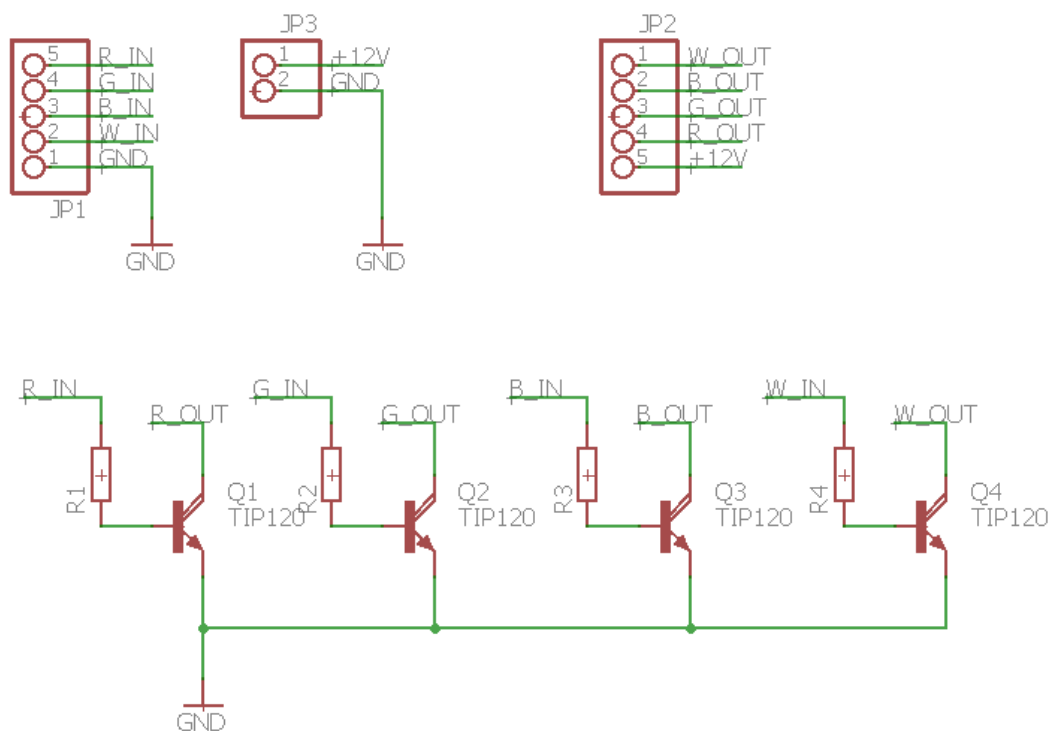 JP3
JP2
5 R_IN
4 G_IN
3 B_IN
2 W_IN
1 GND
1 +12V
2 GND
1 W_OUT
2 B_OUT
3 G_OUT
4 R_OUT
5 +12V
JP1
GND
GND
R_IN
G_IN
B_IN
W_IN
R_OUT
G_OUT
B_OUT
W_OUT
R1
Q1
TIP120
R2
Q2
TIP120
R3
Q3
TIP120
R4
Q4
TIP120
GND